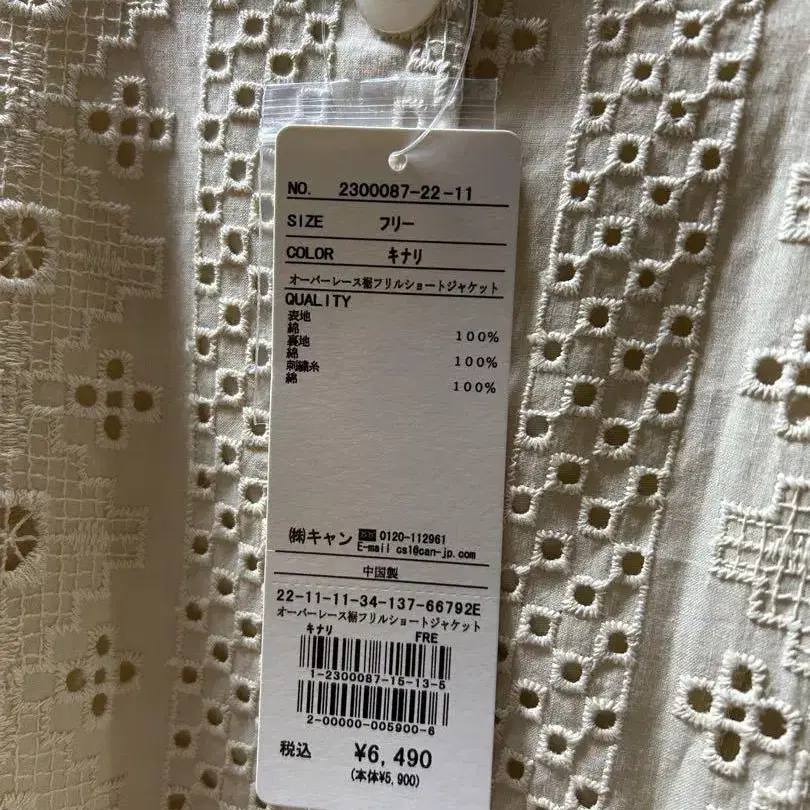 NO. 2300087-22-11
SIZE フリー
COLOR キナリ
オーバーレース裾フリルショートジャケット
QUALITY
表地
綿 100%
裏地
綿 100%
刺繍糸
綿 100%
㈱キャン 0120-112961
E-mail cs1@can-jp.com
中国製
22-11-11-34-137-66792E
オーバーレース裾フリルショートジャケット
キナリ FRE
1-2300087-15-13-5
2-00000-005900-6
税込 ¥6,490
(本体¥5,900)